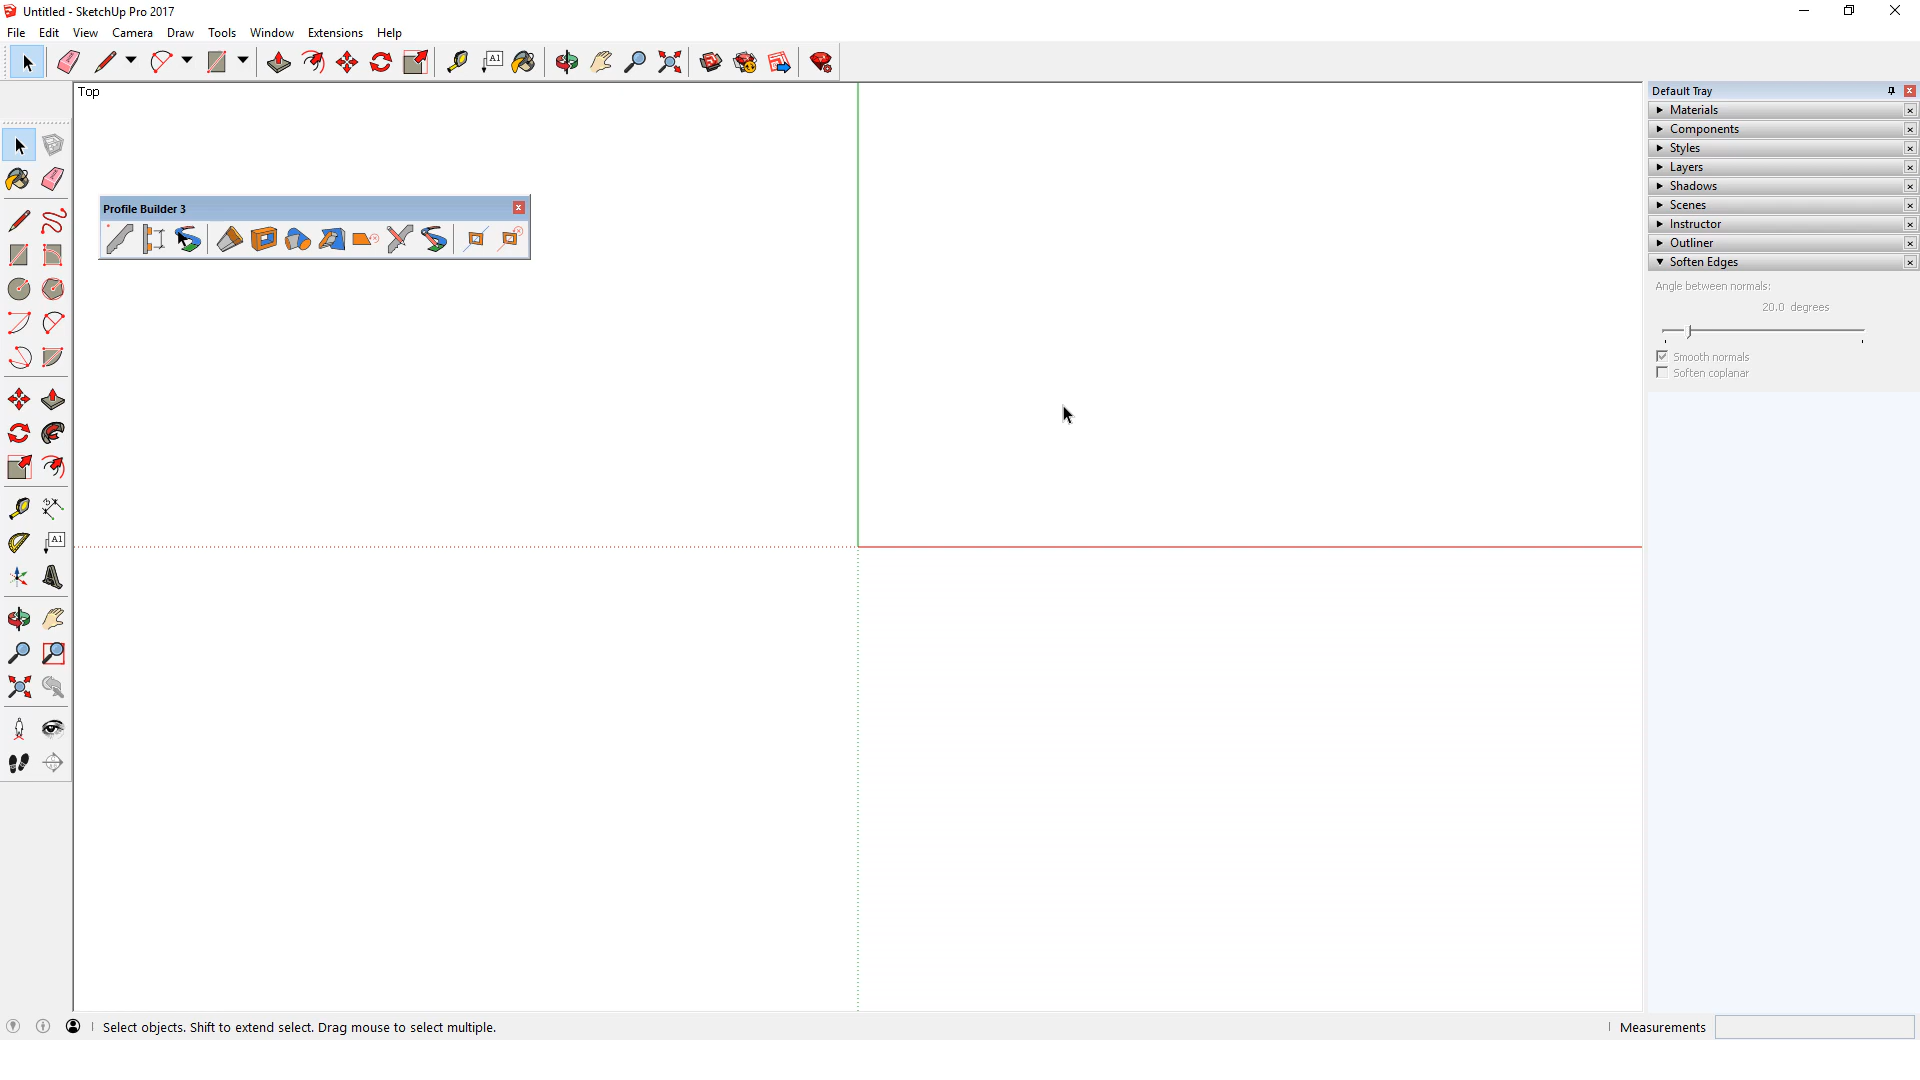 Untitled - SketchUp Pro 2017
File Edit View Camera Draw Tools Window Extensions Help
A1
Top
Default Tray
Materials
Components
Styles
Layers
Shadows
Scenes
Instructor
Outliner
Soften Edges
Angle between normals:
20.0 degrees
Smooth normals
Soften coplanar
Profile Builder 3
A1
Select objects. Shift to extend select. Drag mouse to select multiple.
Measurements